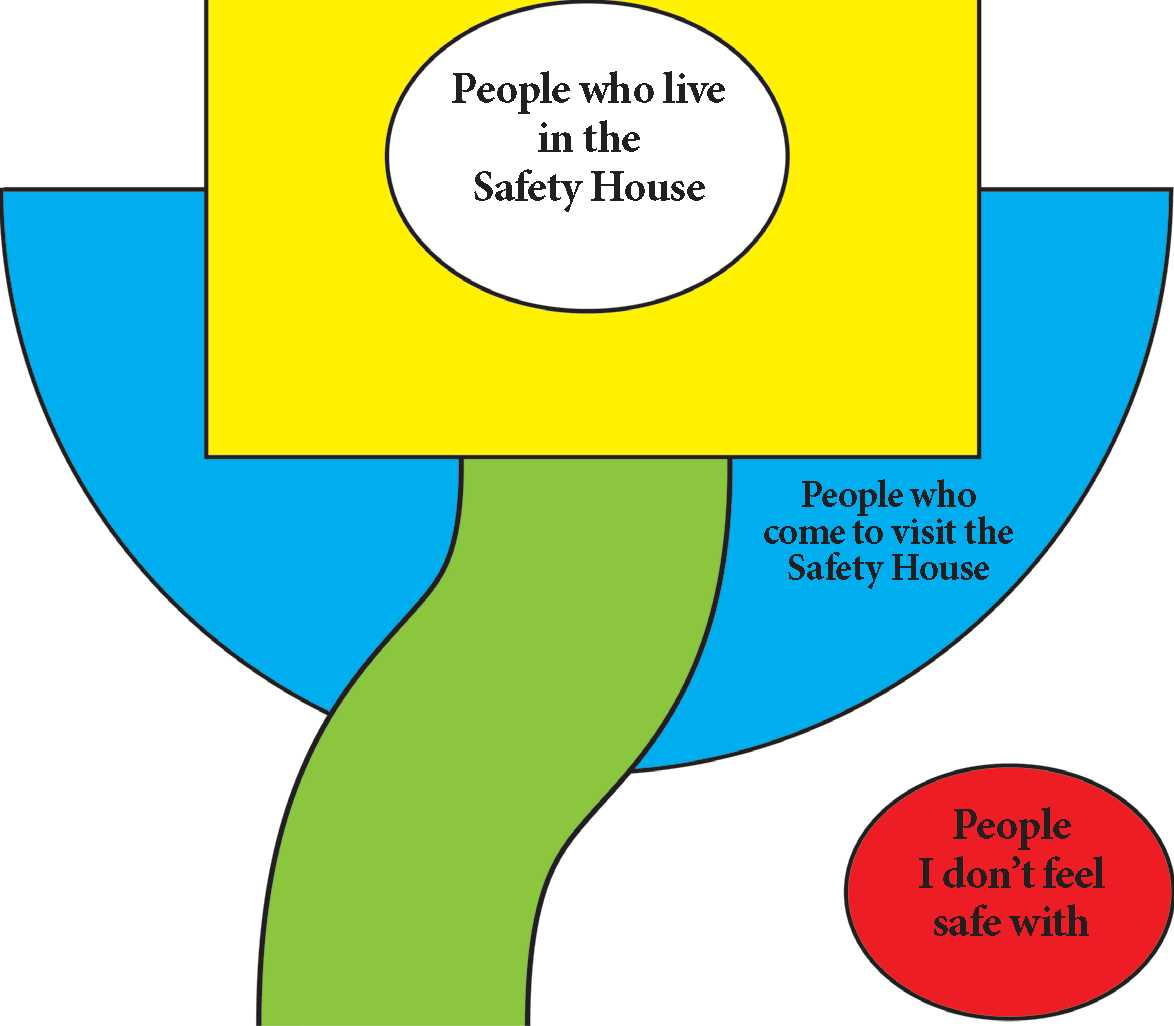 People who live
in the
Safety House
People who
come to visit the
Safety House
People
I don’t feel
safe with